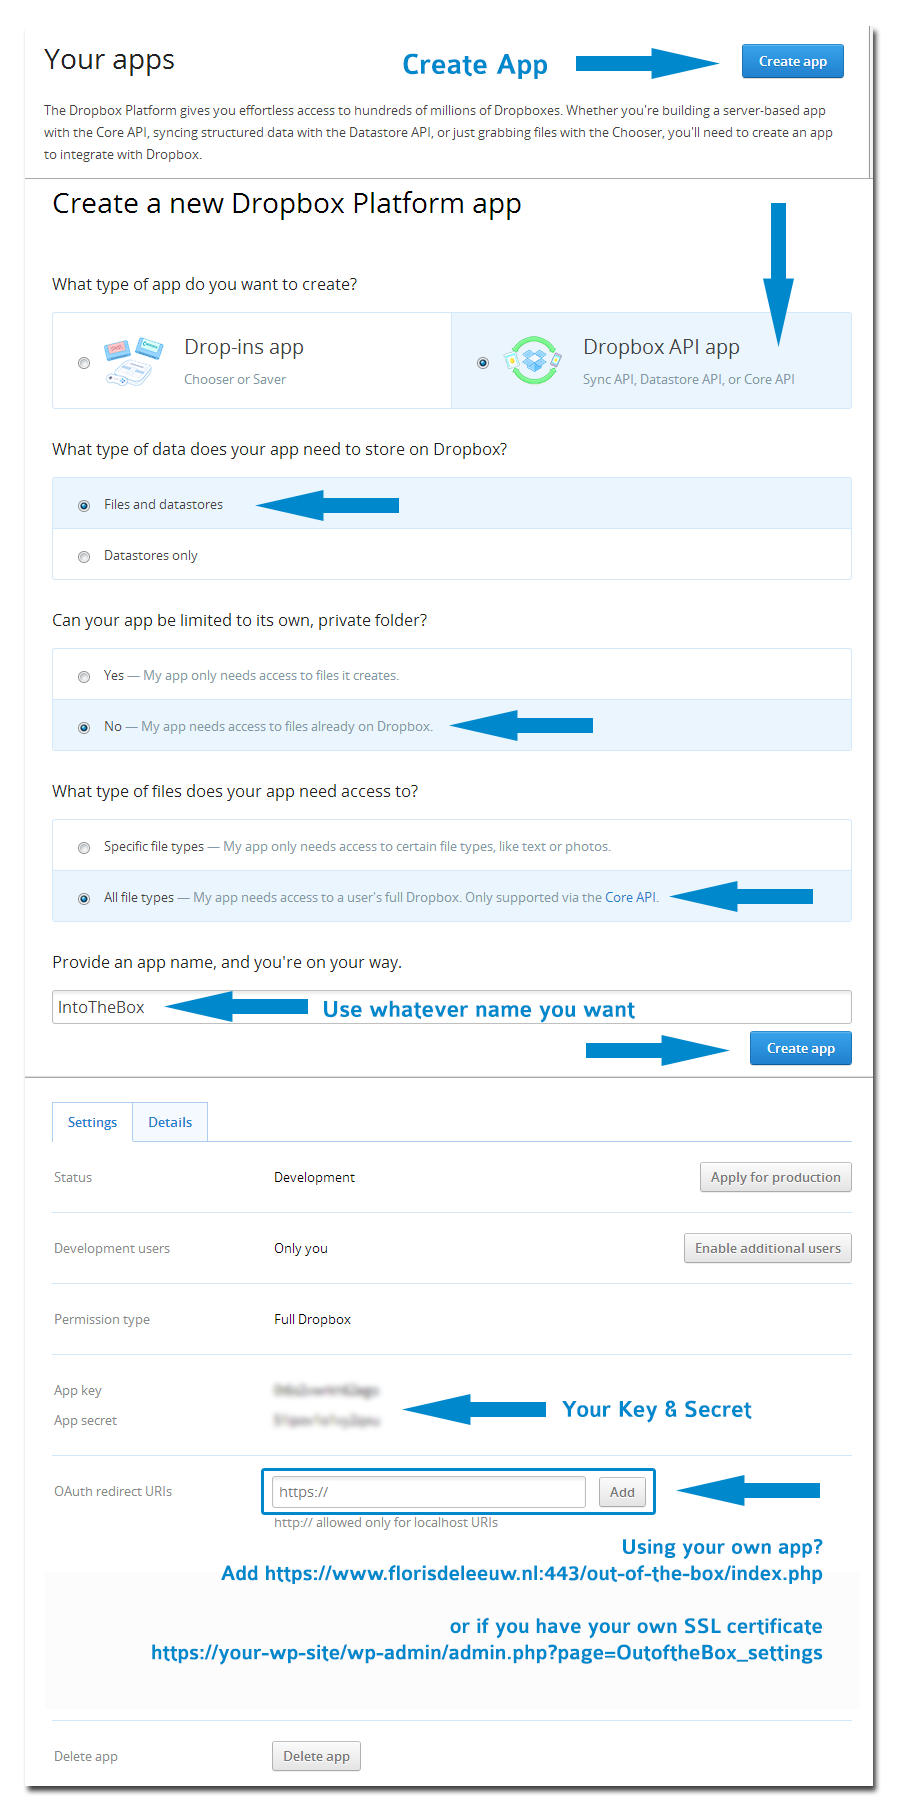 Your apps
Create App
Create app
The Dropbox Platform gives you effortless access to hundreds of millions of Dropboxes. Whether you're building a server-based app
with the Core API, syncing structured data with the Datastore API, or just grabbing files with the Chooser, you'll need to create an app
to integrate with Dropbox.
Create a new Dropbox Platform app
What type of app do you want to create?
Drop-ins app
Chooser or Saver
Dropbox API app
Sync API, Datastore API, or Core API
What type of data does your app need to store on Dropbox?
Files and datastores
Datastores only
Can your app be limited to its own, private folder?
Yes — My app only needs access to files it creates.
No — My app needs access to files already on Dropbox.
What type of files does your app need access to?
Specific file types — My app only needs access to certain file types, like text or photos.
All file types — My app needs access to a user's full Dropbox. Only supported via the Core API.
Provide an app name, and you're on your way.
IntoTheBox
Use whatever name you want
Create app
Settings
Details
Status
Development
Apply for production
Development users
Only you
Enable additional users
Permission type
Full Dropbox
App key
App secret
Your Key & Secret
OAuth redirect URIs
https://
Add
http:// allowed only for localhost URIs
Using your own app?
Add https://www.florisdeleeuw.nl:443/out-of-the-box/index.php
or if you have your own SSL certificate
https://your-wp-site/wp-admin/admin.php?page=OutoftheBox_settings
Delete app
Delete app